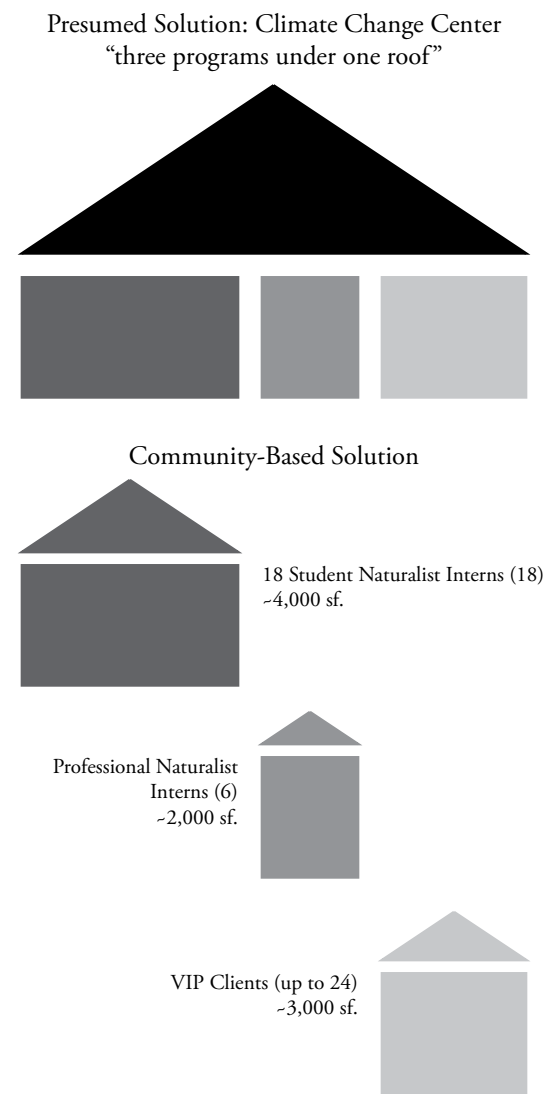 Presumed Solution: Climate Change Center
“three programs under one roof”
Community-Based Solution
18 Student Naturalist Interns (18)
~4,000 sf.
Professional Naturalist
Interns (6)
~2,000 sf.
VIP Clients (up to 24)
~3,000 sf.